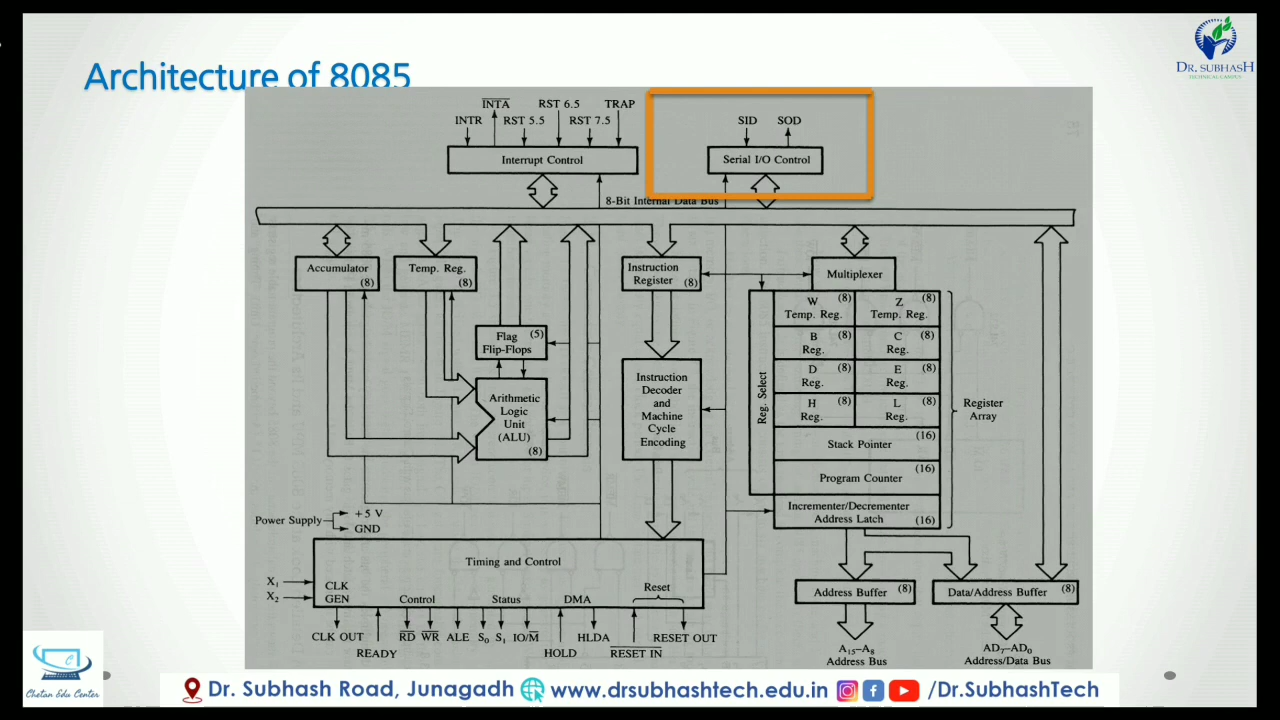 Architecture of 8085
DR. SUBHASH
TECHNICAL CAMPUS
INTA RST 6.5 TRAP
INTR RST 5.5 RST 7.5
SID SOD
Interrupt Control
Serial I/O Control
8-Bit Internal Data Bus
Accumulator
(8)
Temp. Reg.
(8)
Instruction
Register (8)
Multiplexer
Flag (5)
Flip-Flops
Arithmetic
Logic
Unit
(ALU)
(8)
Instruction
Decoder
and
Machine
Cycle
Encoding
Reg. Select
W (8) Z (8)
Temp. Reg. Temp. Reg.
B (8) C (8)
Reg. Reg.
D (8) E (8)
Reg. Reg.
H (8) L (8)
Reg. Reg.
Stack Pointer (16)
Program Counter (16)
Incrementer/Decrementer
Address Latch (16)
Register
Array
Power Supply
+5 V
GND
Timing and Control
X1
X2
CLK
GEN
Control Status DMA Reset
CLK OUT RD WR ALE S0 S1 IO/M HLDA RESET OUT
READY HOLD RESET IN
Address Buffer (8)
Data/Address Buffer (8)
A15–A8
Address Bus
AD7–AD0
Address/Data Bus
C
Chetan Edu Center
Dr. Subhash Road, Junagadh www.drsubhashtech.edu.in f /Dr.SubhashTech